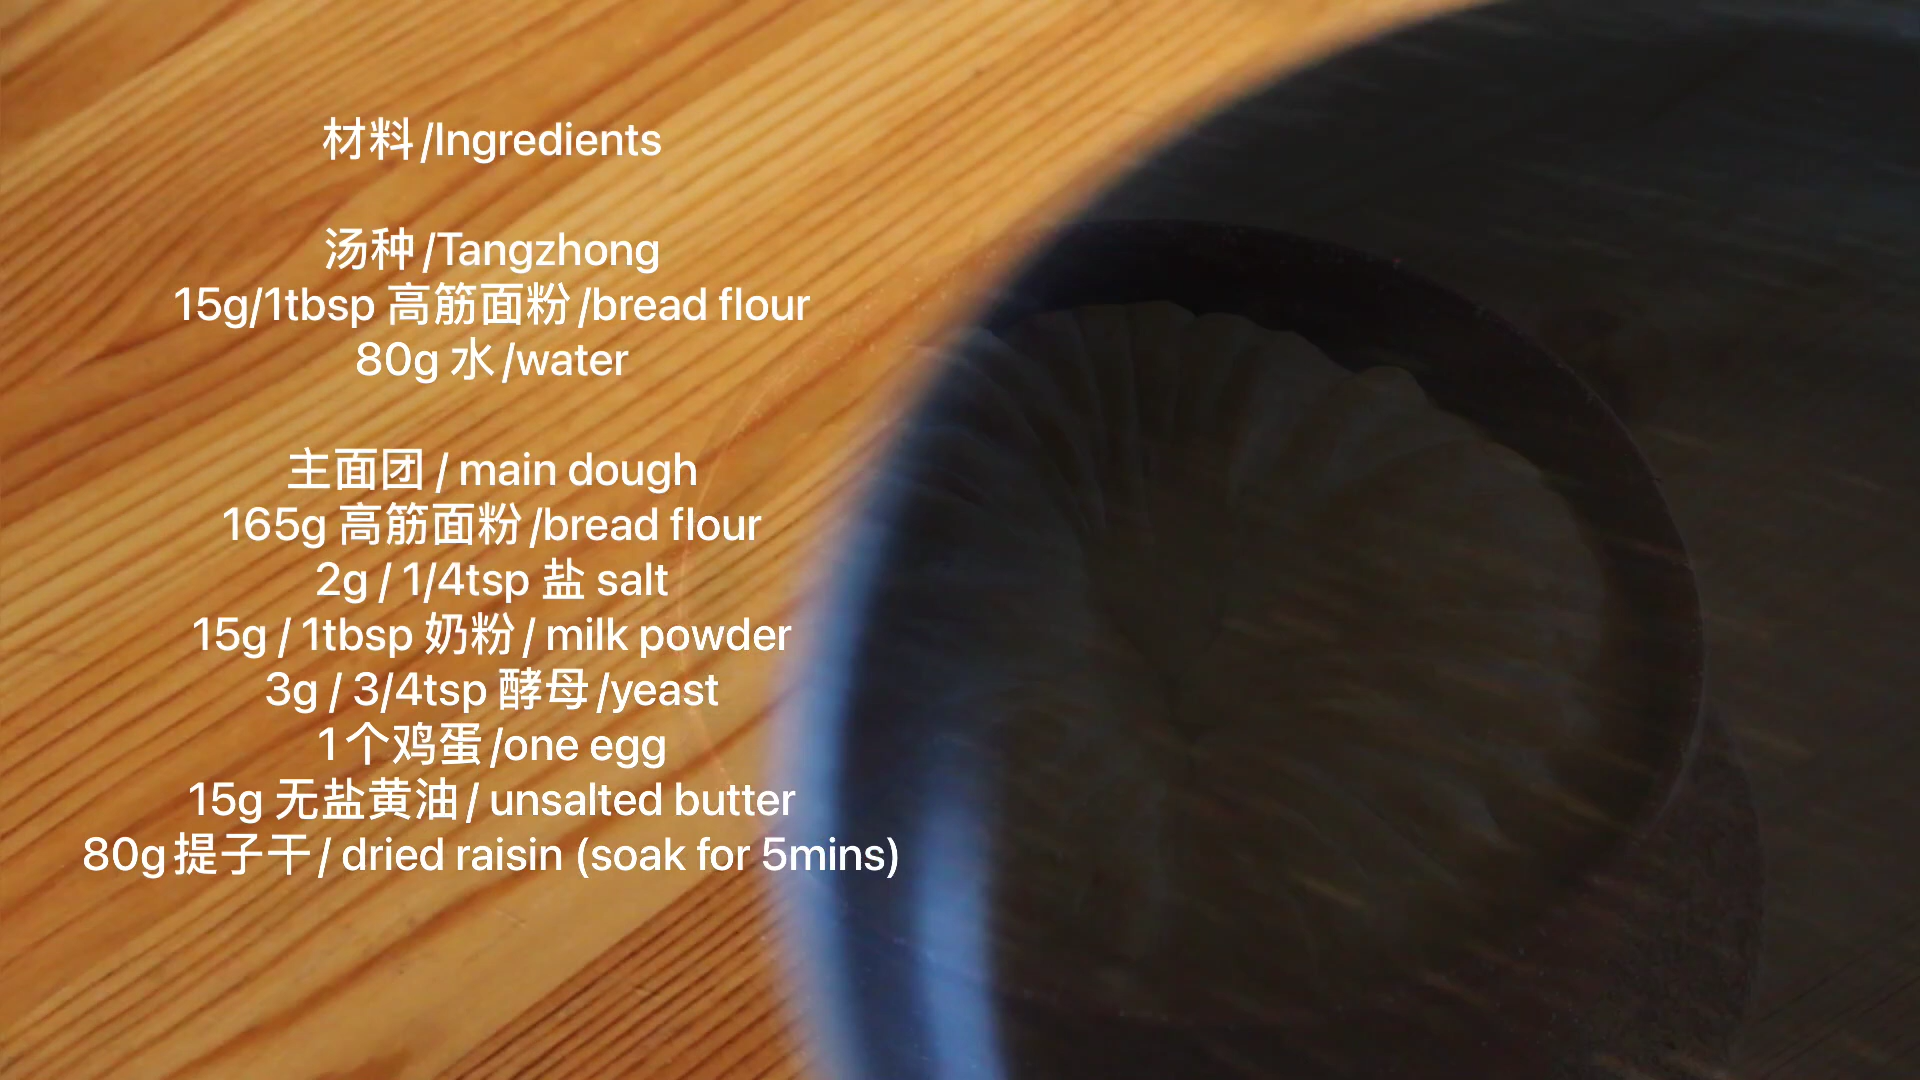 材料/Ingredients
汤种/Tangzhong
15g/1tbsp 高筋面粉/bread flour
80g 水/water
主面团 / main dough
165g 高筋面粉/bread flour
2g / 1/4tsp 盐 salt
15g / 1tbsp 奶粉 / milk powder
3g / 3/4tsp 酵母/yeast
1个鸡蛋/one egg
15g 无盐黄油 / unsalted butter
80g提子干 / dried raisin (soak for 5mins)